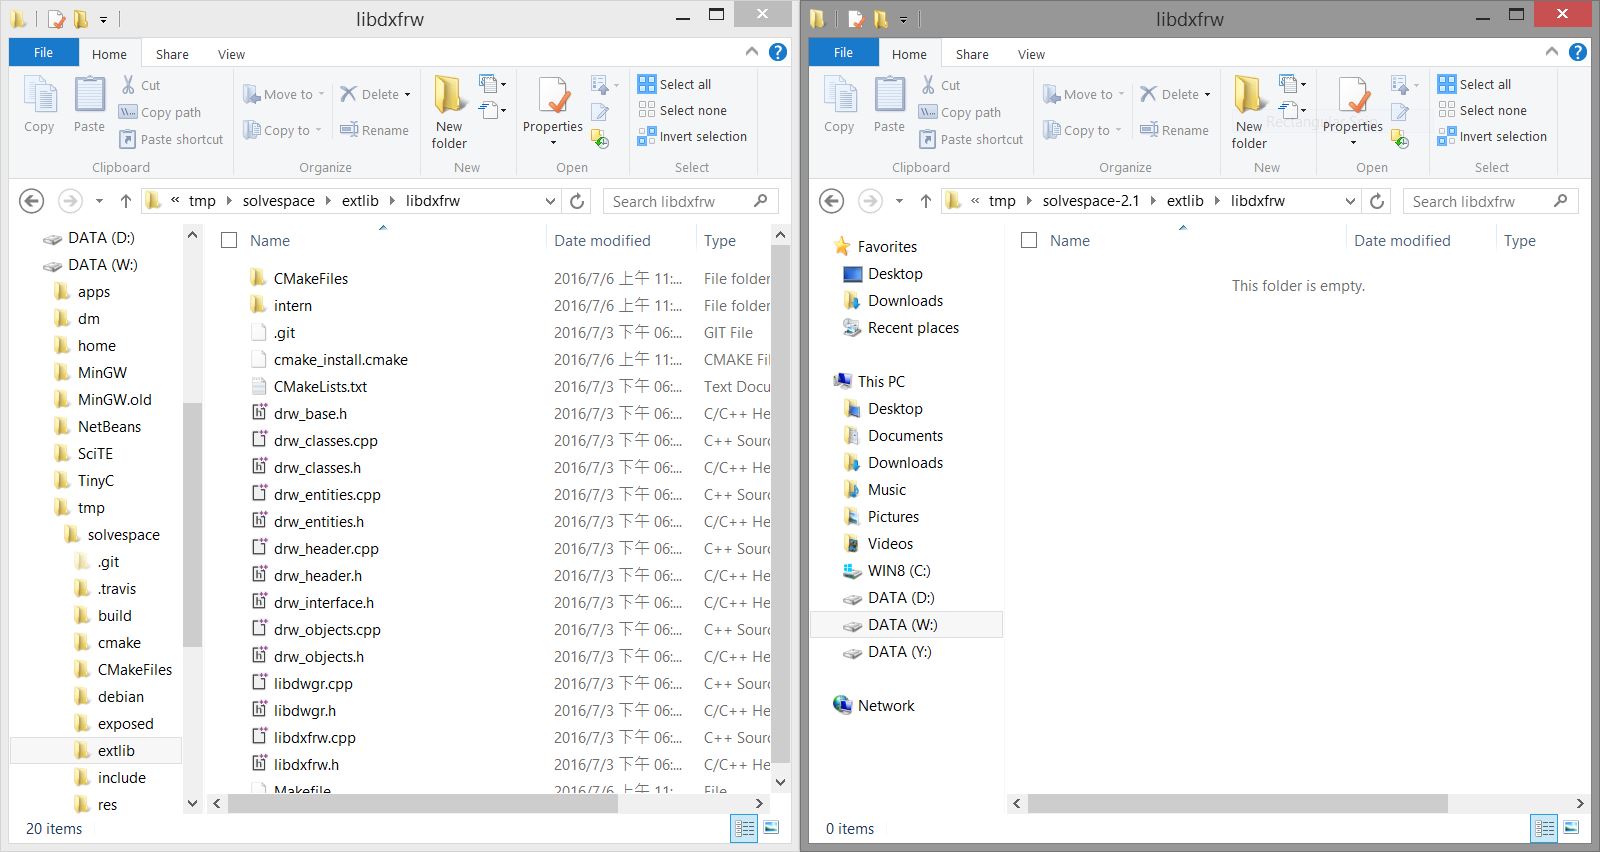 libdxfrw
File Home Share View
Copy Paste Cut
Copy path
Paste shortcut
Move to
Copy to
Delete
Rename
New
folder
Properties
Select all
Select none
Invert selection
Clipboard Organize New Open Select
« tmp solvespace extlib libdxfrw
Search libdxfrw
DATA (D:)
DATA (W:)
apps
dm
home
MinGW
MinGW.old
NetBeans
SciTE
TinyC
tmp
solvespace
.git
.travis
build
cmake
CMakeFiles
debian
exposed
extlib
include
res
Name Date modified Type
CMakeFiles 2016/7/6 上午 11:... File folder
intern 2016/7/6 上午 11:... File folder
.git 2016/7/3 下午 06:... GIT File
cmake_install.cmake 2016/7/6 上午 11:... CMAKE Fi
CMakeLists.txt 2016/7/3 下午 06:... Text Docu
drw_base.h 2016/7/3 下午 06:... C/C++ He
drw_classes.cpp 2016/7/3 下午 06:... C++ Sourc
drw_classes.h 2016/7/3 下午 06:... C/C++ He
drw_entities.cpp 2016/7/3 下午 06:... C++ Sourc
drw_entities.h 2016/7/3 下午 06:... C/C++ He
drw_header.cpp 2016/7/3 下午 06:... C++ Sourc
drw_header.h 2016/7/3 下午 06:... C/C++ He
drw_interface.h 2016/7/3 下午 06:... C/C++ He
drw_objects.cpp 2016/7/3 下午 06:... C++ Sourc
drw_objects.h 2016/7/3 下午 06:... C/C++ He
libdwgr.cpp 2016/7/3 下午 06:... C++ Sourc
libdwgr.h 2016/7/3 下午 06:... C/C++ He
libdxfrw.cpp 2016/7/3 下午 06:... C++ Sourc
libdxfrw.h 2016/7/3 下午 06:... C/C++ He
Makefile 2016/7/6 上午 11:... File
20 items
libdxfrw
File Home Share View
Copy Paste Cut
Copy path
Paste shortcut
Move to
Copy to
Delete
Rename
New
folder
Properties
Select all
Select none
Invert selection
Clipboard Organize New Open Select
« tmp solvespace-2.1 extlib libdxfrw
Search libdxfrw
Favorites
Desktop
Downloads
Recent places
This PC
Desktop
Documents
Downloads
Music
Pictures
Videos
WIN8 (C:)
DATA (D:)
DATA (W:)
DATA (Y:)
Network
Name Date modified Type
This folder is empty.
0 items